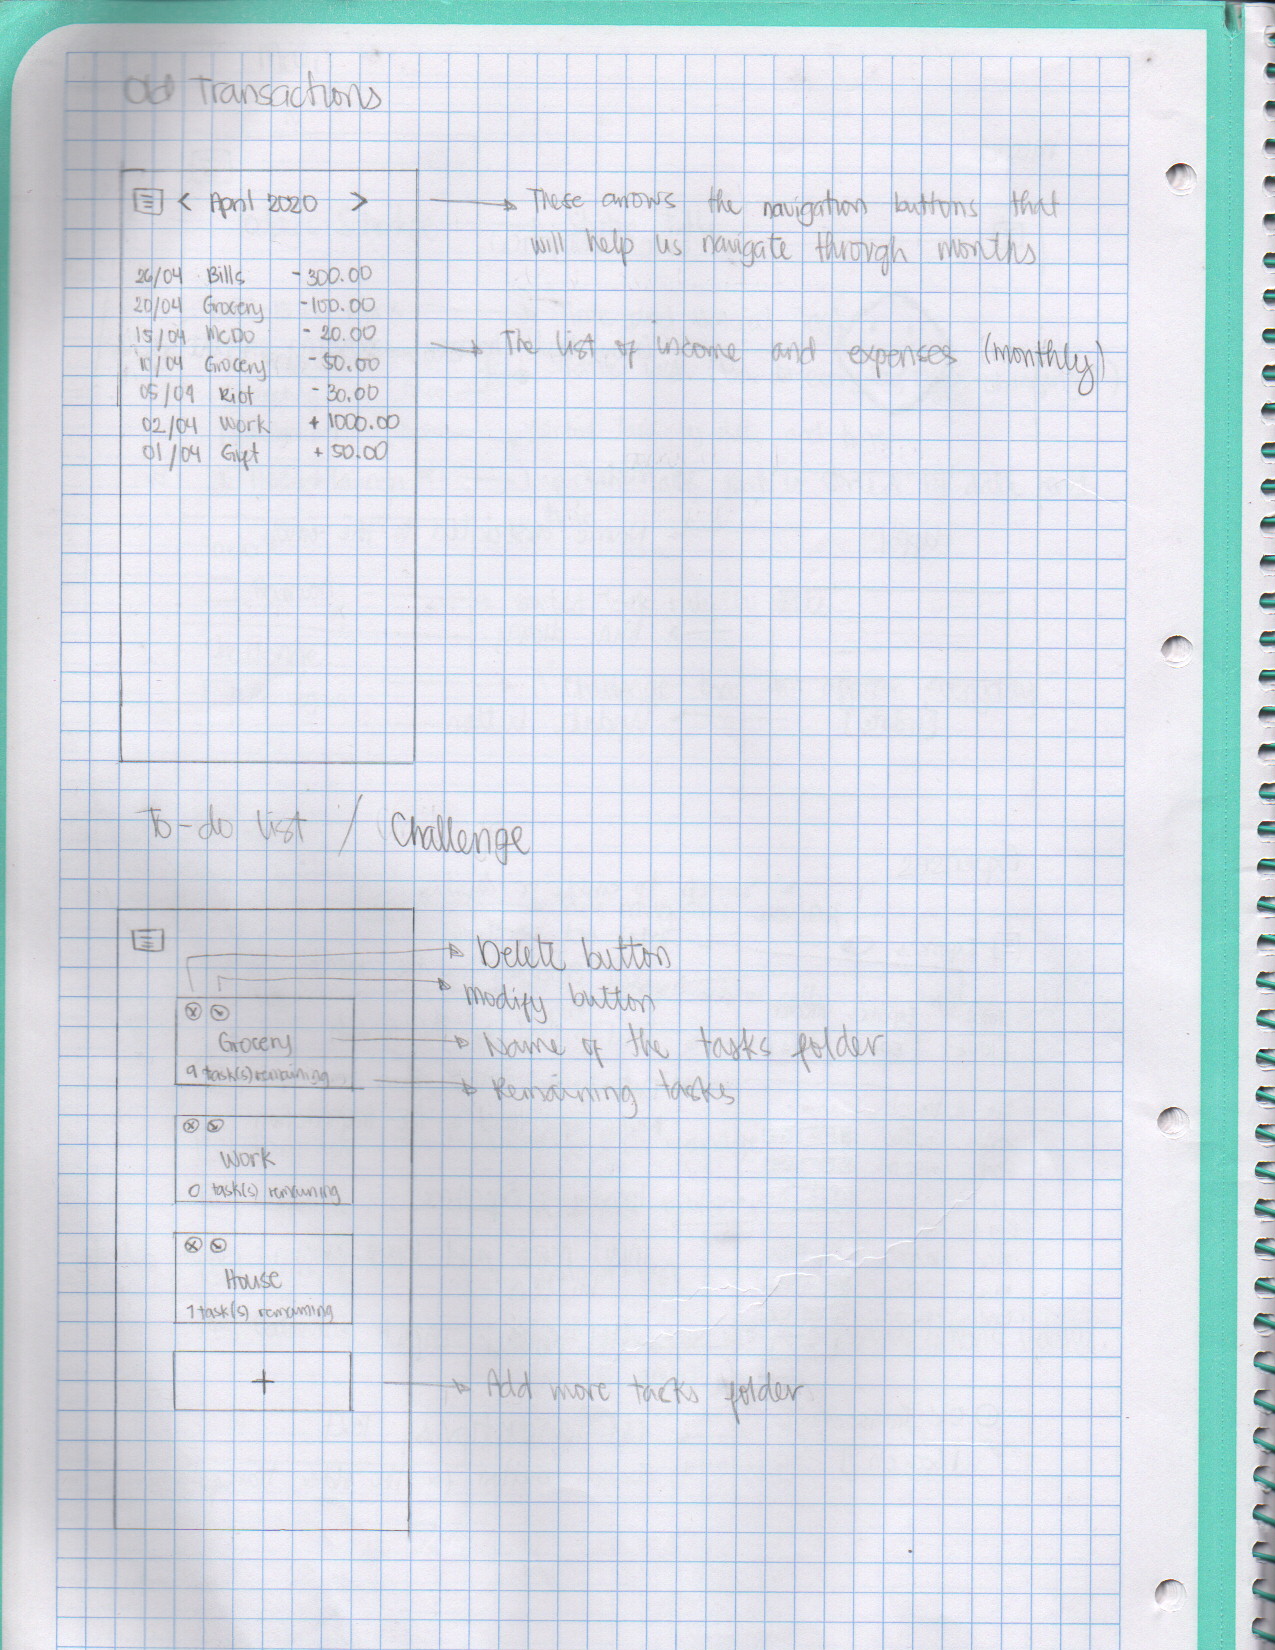 Old Transactions
< April 2020 >
These arrows the navigation buttons that
will help us navigate through months
26/04 Bills -300.00
20/04 Grocery -100.00
15/04 McDo - 20.00
The list of income and expenses (monthly)
10/04 Grocery -50.00
05/04 Riot -30.00
02/04 Work + 1000.00
01/04 Gift + 50.00
To-do list / Challenge
Delete button
Modify button
Grocery
Name of the tasks folder
9 task(s) remaining
Remaining tasks
Work
0 task(s) remaining
House
1 task(s) remaining
+
Add more tasks folder